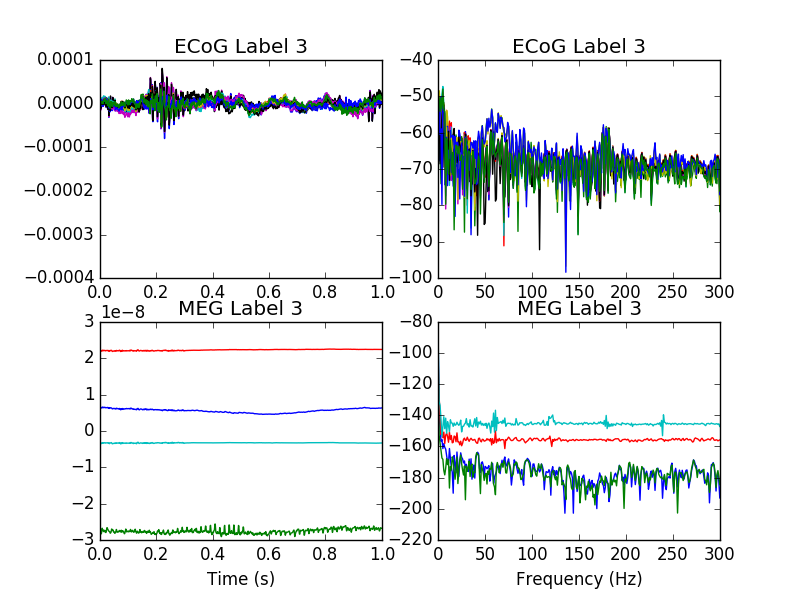 ECoG Label 3
ECoG Label 3
0.0001
0.0000
−0.0001
−0.0002
−0.0003
−0.0004
0.0 0.2 0.4 0.6 0.8 1.0
−40
−50
−60
−70
−80
−90
−100
0 50 100 150 200 250 300
1e−8
MEG Label 3
MEG Label 3
3
2
1
0
−1
−2
−3
0.0 0.2 0.4 0.6 0.8 1.0
Time (s)
−80
−100
−120
−140
−160
−180
−200
−220
0 50 100 150 200 250 300
Frequency (Hz)